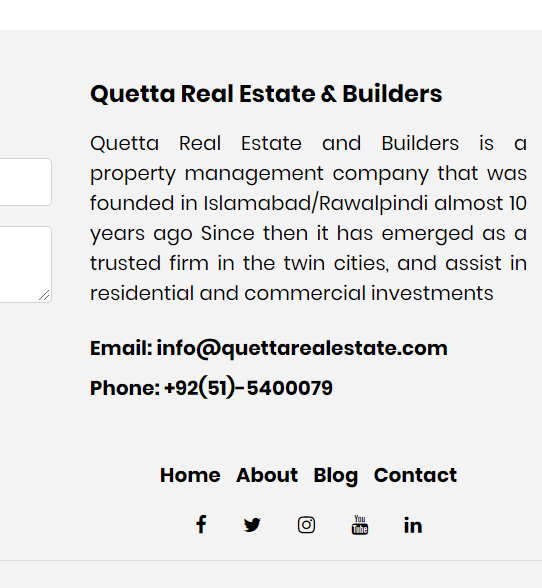 Quetta Real Estate & Builders
Quetta Real Estate and Builders is a
property management company that was
founded in Islamabad/Rawalpindi almost 10
years ago Since then it has emerged as a
trusted firm in the twin cities, and assist in
residential and commercial investments
Email: info@quettarealestate.com
Phone: +92(51)-5400079
Home About Blog Contact
You
Tube